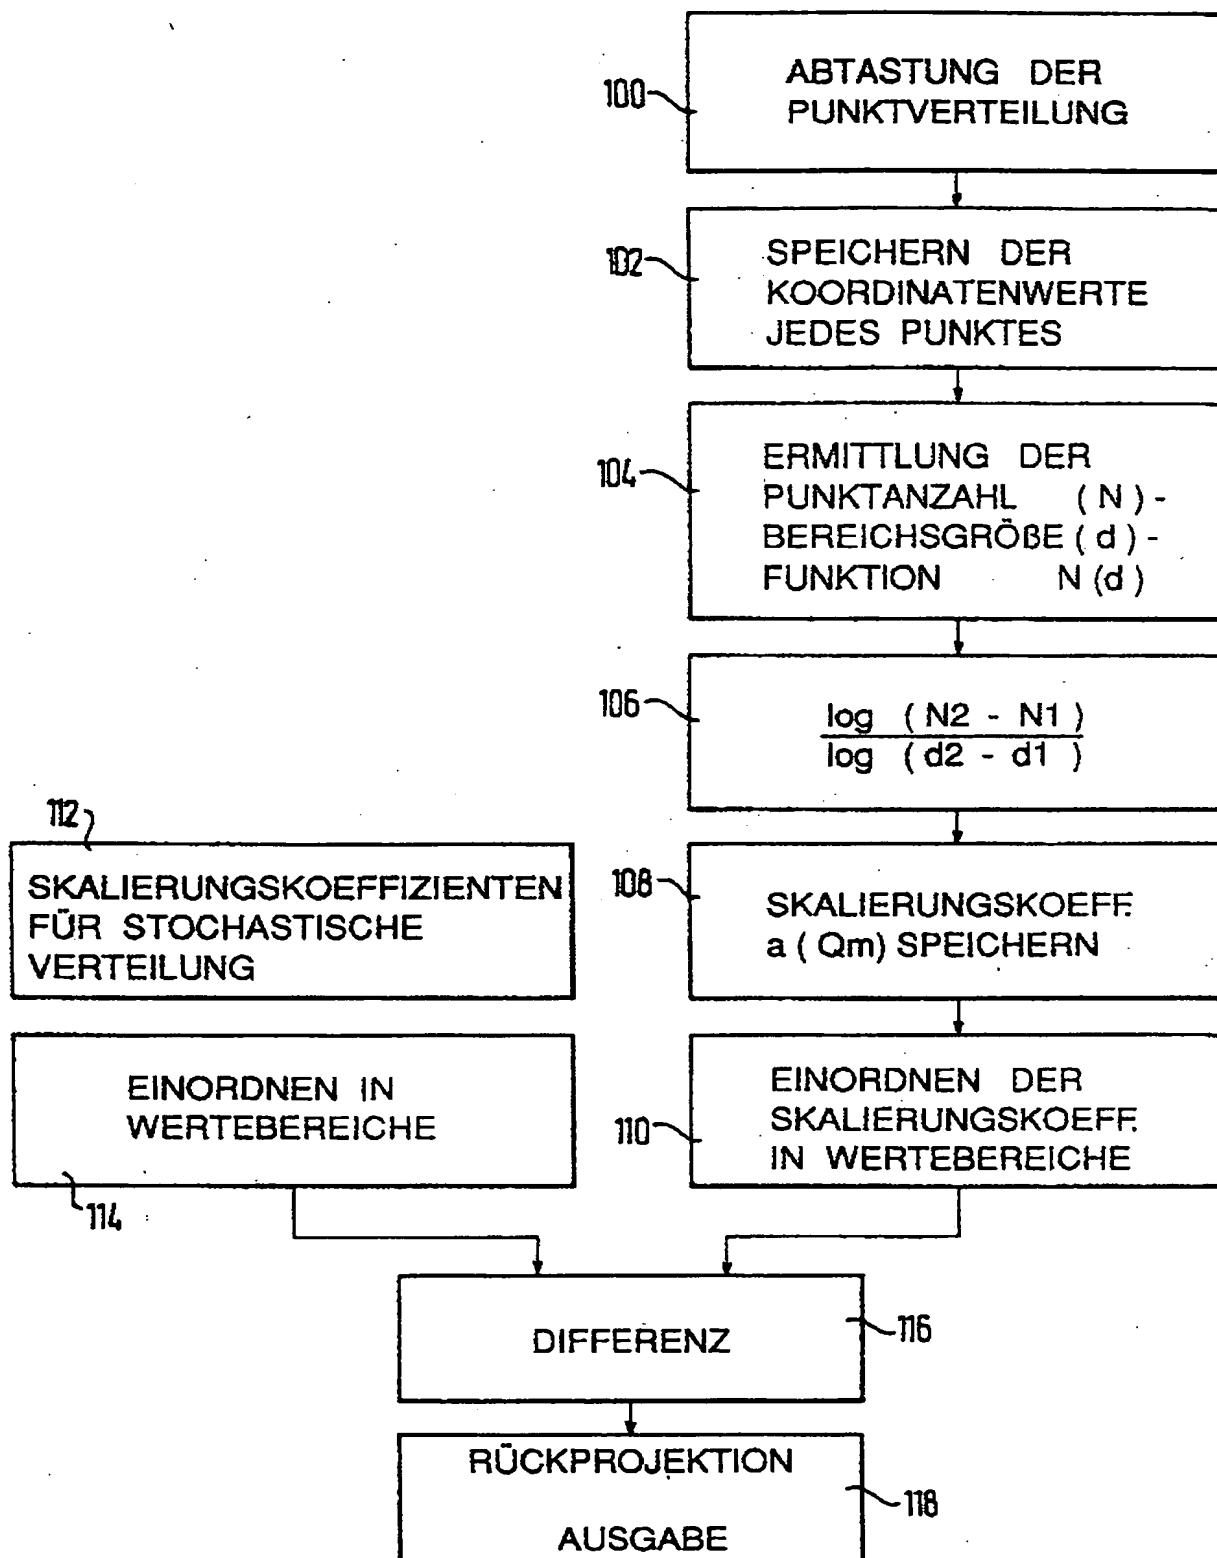 100
ABTASTUNG DER
PUNKTVERTEILUNG
102
SPEICHERN DER
KOORDINATENWERTE
JEDES PUNKTES
104
ERMITTLUNG DER
PUNKTANZAHL (N)-
BEREICHSGRÖßE (d)-
FUNKTION N(d)
106
log (N2 - N1)
log (d2 - d1)
112
SKALIERUNGSKOEFFIZIENTEN
FÜR STOCHASTISCHE
VERTEILUNG
108
SKALIERUNGSKOEFF.
a (Qm) SPEICHERN
EINORDNEN IN
WERTEBEREICHE
114
110
EINORDNEN DER
SKALIERUNGSKOEFF.
IN WERTEBEREICHE
DIFFERENZ
116
RÜCKPROJEKTION
AUSGABE
118